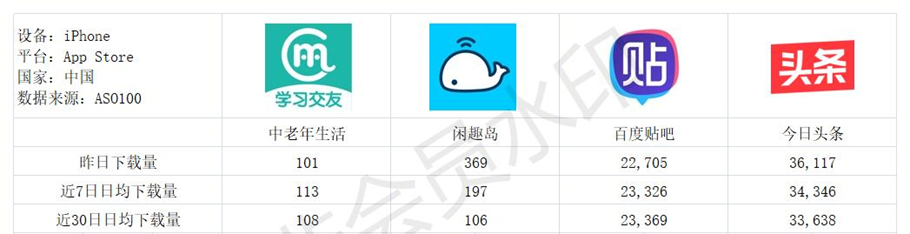 设备：iPhone
平台：App Store
国家：中国
数据来源：ASO100
学习交友
贴
头条
中老年生活 闲趣岛 百度贴吧 今日头条
昨日下载量 101 369 22,705 36,117
近7日日均下载量 113 197 23,326 34,346
近30日日均下载量 108 106 23,369 33,638
会员水印